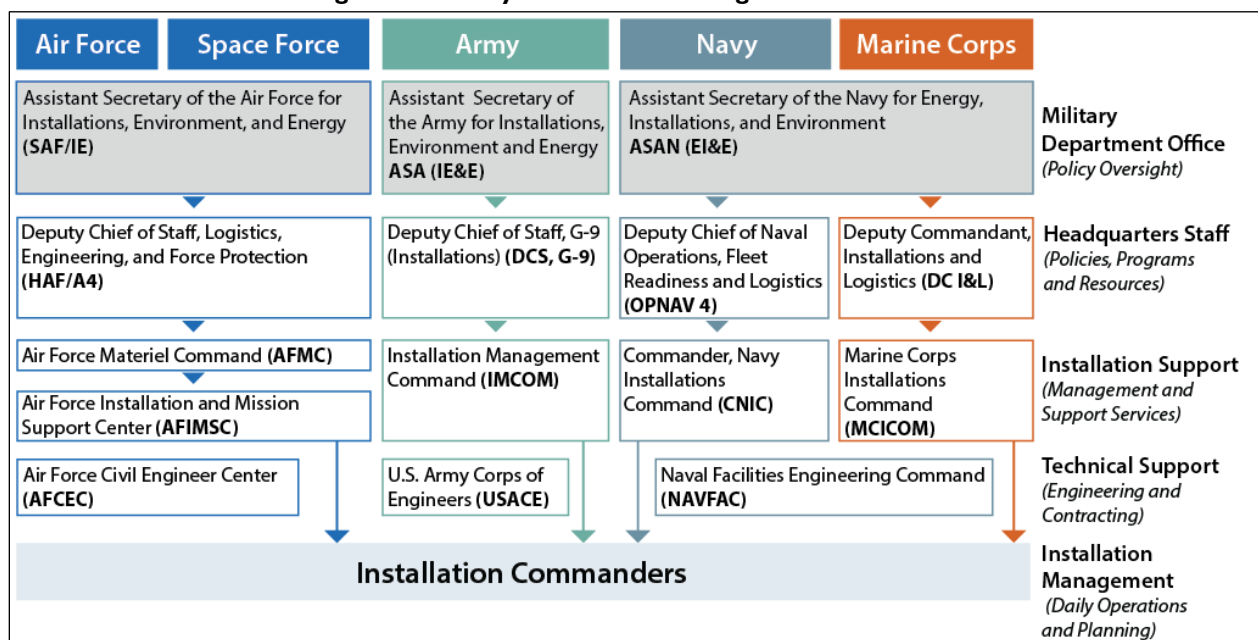 Air Force
Space Force
Army
Navy
Marine Corps
Assistant Secretary of the Air Force for
Installations, Environment, and Energy
(SAF/IE)
Assistant Secretary of
the Army for Installations,
Environment and Energy
ASA (IE&E)
Assistant Secretary of the Navy for Energy,
Installations, and Environment
ASAN (EI&E)
Military
Department Office
(Policy Oversight)
Deputy Chief of Staff, Logistics,
Engineering, and Force Protection
(HAF/A4)
Deputy Chief of Staff, G-9
(Installations) (DCS, G-9)
Deputy Chief of Naval
Operations, Fleet
Readiness and Logistics
(OPNAV 4)
Deputy Commandant,
Installations and
Logistics (DC I&L)
Headquarters Staff
(Policies, Programs
and Resources)
Air Force Materiel Command (AFMC)
Air Force Installation and Mission
Support Center (AFIMSC)
Installation Management
Command (IMCOM)
Commander, Navy
Installations
Command (CNIC)
Marine Corps
Installations
Command
(MCICOM)
Installation Support
(Management and
Support Services)
Air Force Civil Engineer Center
(AFCEC)
U.S. Army Corps of
Engineers (USACE)
Naval Facilities Engineering Command
(NAVFAC)
Technical Support
(Engineering and
Contracting)
Installation Commanders
Installation
Management
(Daily Operations
and Planning)